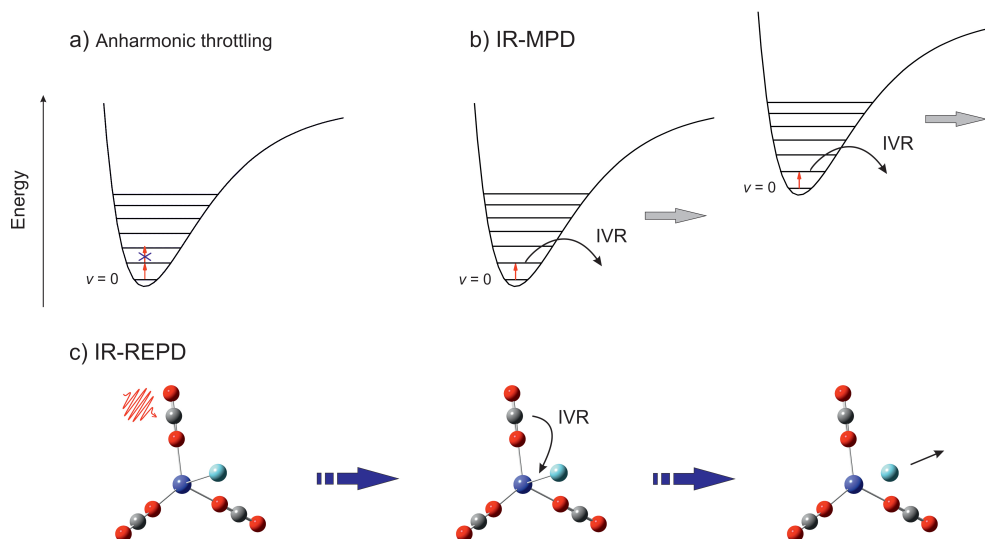 a) Anharmonic throttling
b) IR-MPD
Energy
IVR
v = 0
IVR
v = 0
v = 0
c) IR-REPD
IVR